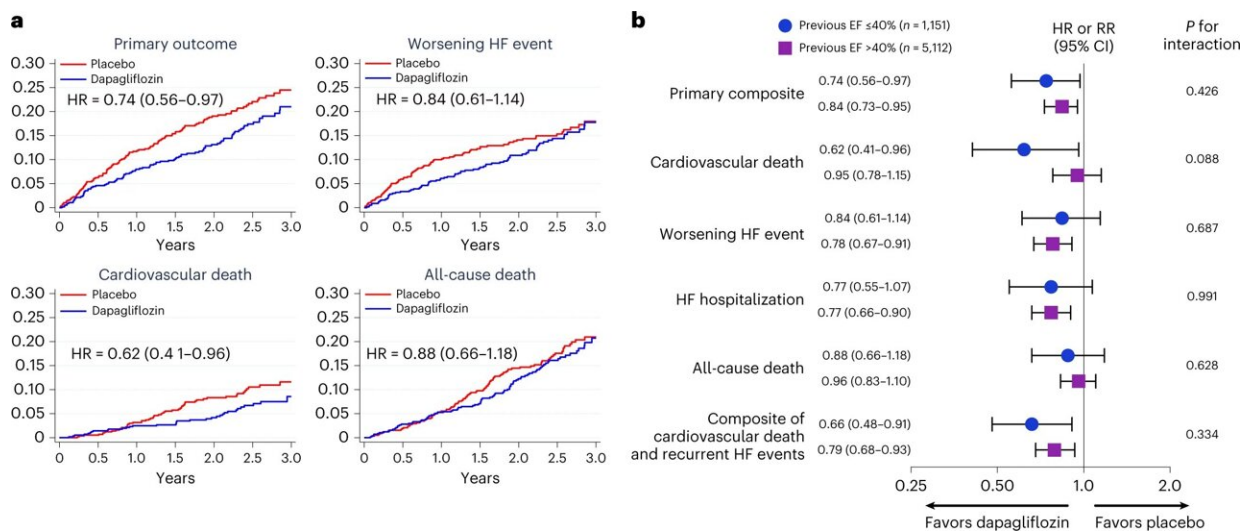 a
Primary outcome
0.30
0.25
0.20
0.15
0.10
0.05
0
Placebo
Dapagliflozin
HR = 0.74 (0.56–0.97)
0 0.5 1.0 1.5 2.0 2.5 3.0
Years
Worsening HF event
0.30
0.25
0.20
0.15
0.10
0.05
0
Placebo
Dapagliflozin
HR = 0.84 (0.61–1.14)
0 0.5 1.0 1.5 2.0 2.5 3.0
Years
Cardiovascular death
0.30
0.25
0.20
0.15
0.10
0.05
0
Placebo
Dapagliflozin
HR = 0.62 (0.4 1–0.96)
0 0.5 1.0 1.5 2.0 2.5 3.0
Years
All-cause death
0.30
0.25
0.20
0.15
0.10
0.05
0
Placebo
Dapagliflozin
HR = 0.88 (0.66–1.18)
0 0.5 1.0 1.5 2.0 2.5 3.0
Years
b
Previous EF ≤40% (n = 1,151)
Previous EF >40% (n = 5,112)
HR or RR
(95% CI)
P for
interaction
Primary composite
0.74 (0.56–0.97)
0.84 (0.73–0.95)
0.426
Cardiovascular death
0.62 (0.41–0.96)
0.95 (0.78–1.15)
0.088
Worsening HF event
0.84 (0.61–1.14)
0.78 (0.67–0.91)
0.687
HF hospitalization
0.77 (0.55–1.07)
0.77 (0.66–0.90)
0.991
All-cause death
0.88 (0.66–1.18)
0.96 (0.83–1.10)
0.628
Composite of
cardiovascular death
and recurrent HF events
0.66 (0.48–0.91)
0.79 (0.68–0.93)
0.334
0.25 0.50 1.0 2.0
Favors dapagliflozin Favors placebo